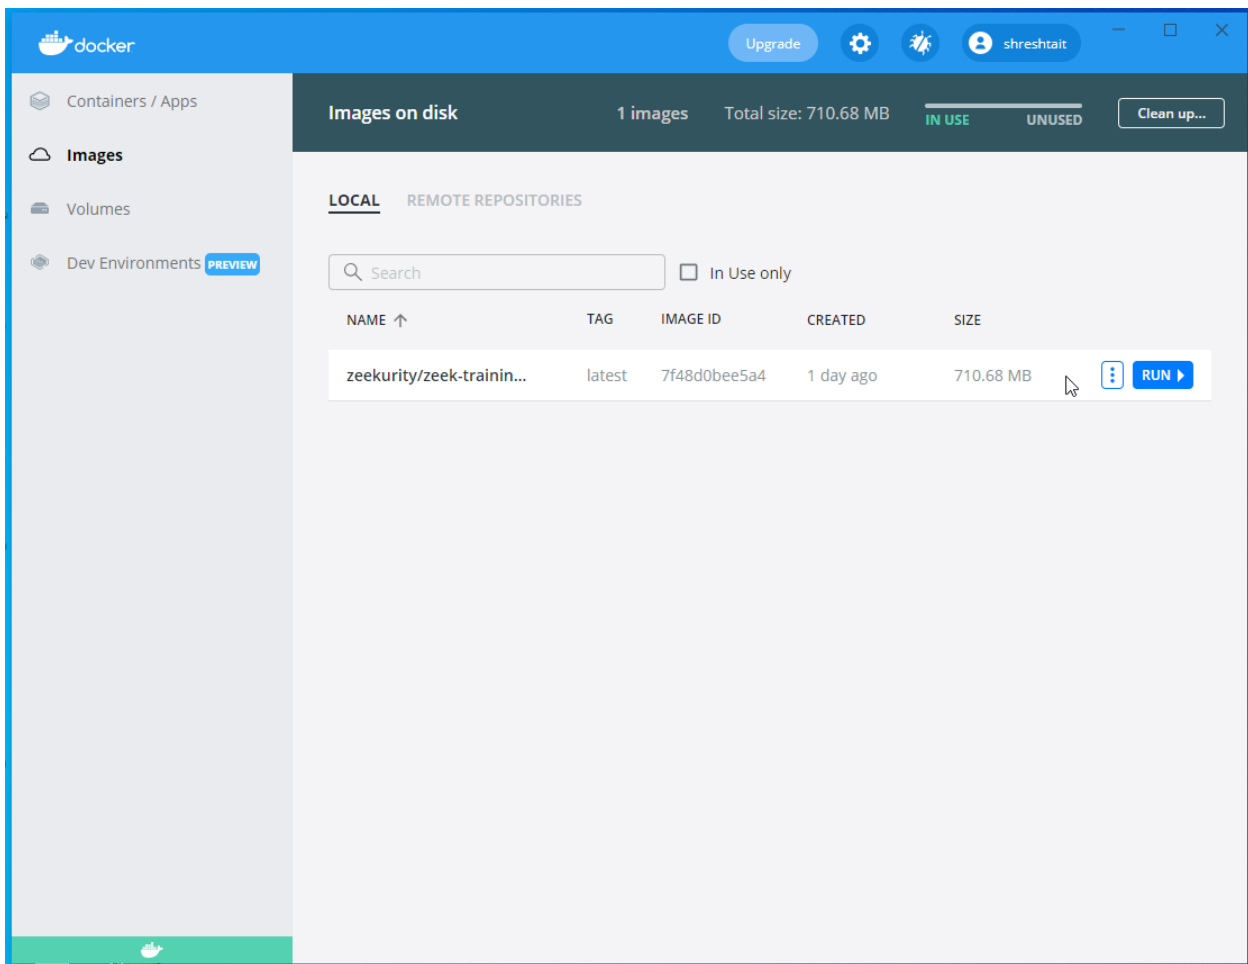 docker
Upgrade
shreshtait
Containers / Apps
Images
Volumes
Dev Environments PREVIEW
Images on disk
1 images
Total size: 710.68 MB
IN USE
UNUSED
Clean up...
LOCAL
REMOTE REPOSITORIES
Search
In Use only
NAME TAG IMAGE ID CREATED SIZE
zeekurity/zeek-trainin... latest 7f48d0bee5a4 1 day ago 710.68 MB RUN